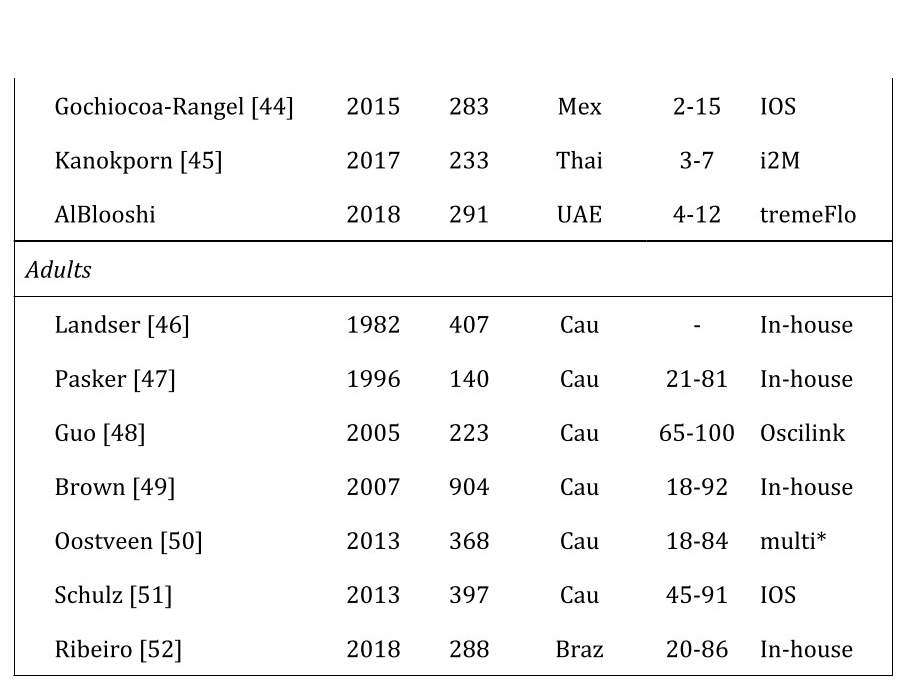 Gochiocoa-Rangel [44] 2015 283 Mex 2-15 IOS
Kanokporn [45] 2017 233 Thai 3-7 i2M
AlBlooshi 2018 291 UAE 4-12 tremeFlo
Adults
Landser [46] 1982 407 Cau - In-house
Pasker [47] 1996 140 Cau 21-81 In-house
Guo [48] 2005 223 Cau 65-100 Oscilink
Brown [49] 2007 904 Cau 18-92 In-house
Oostveen [50] 2013 368 Cau 18-84 multi*
Schulz [51] 2013 397 Cau 45-91 IOS
Ribeiro [52] 2018 288 Braz 20-86 In-house